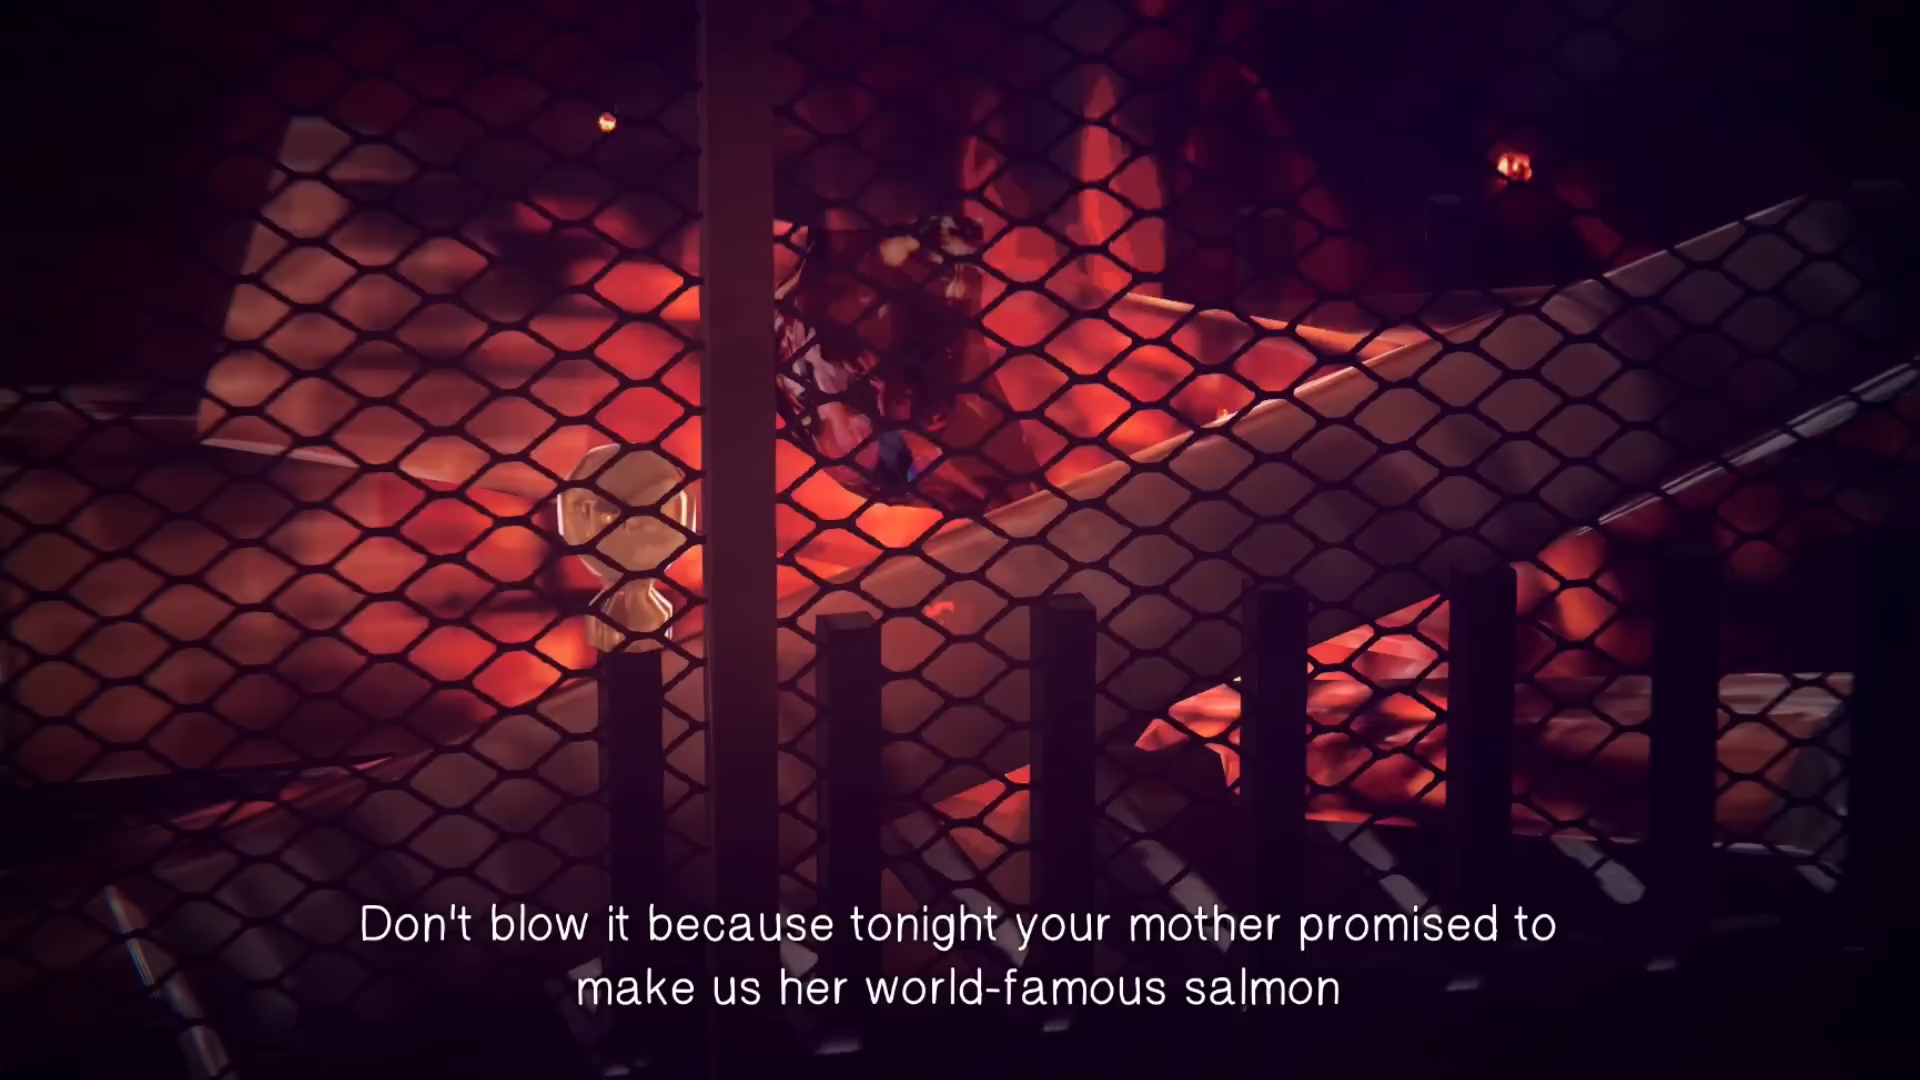 Don't blow it because tonight your mother promised to
make us her world-famous salmon